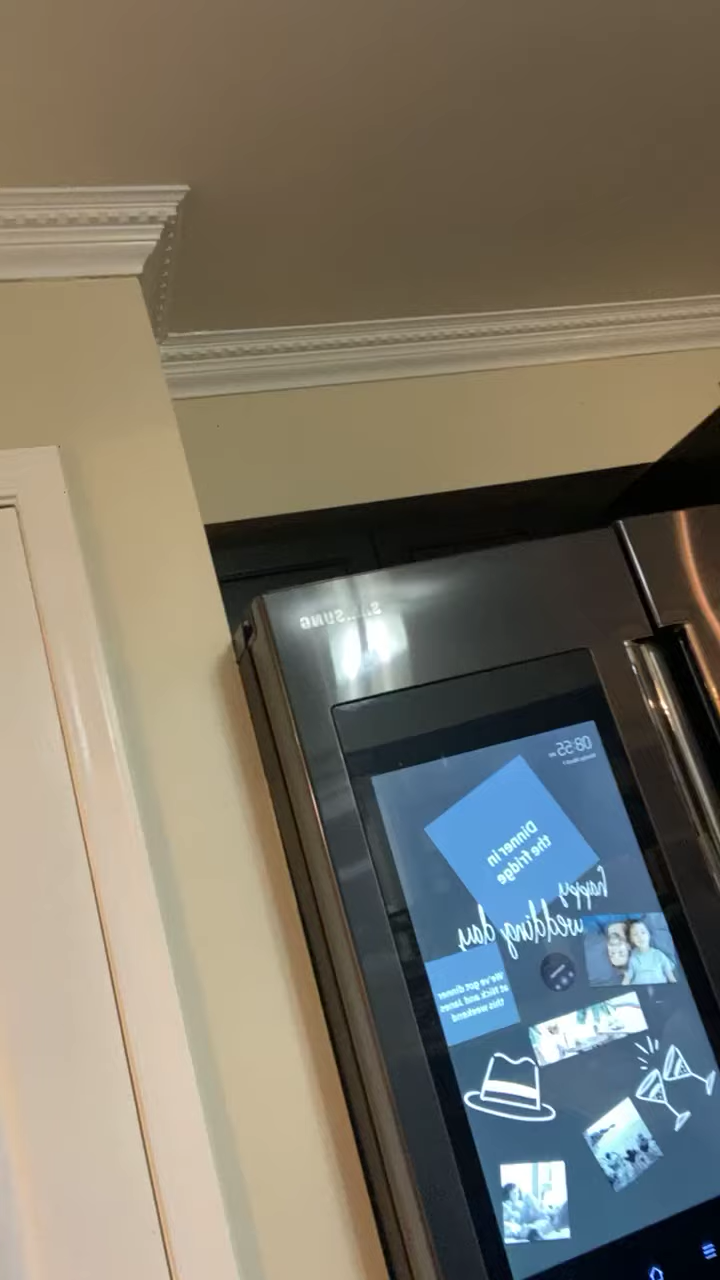 SAMSUNG
08:55
Dinner in
the fridge
happy
wedding day
We've got dinner
at Nick and Janes
this weekend